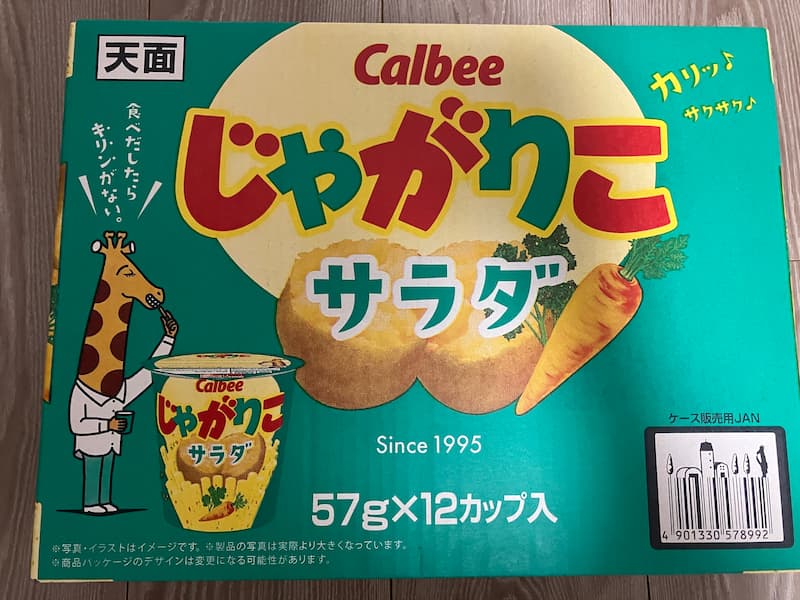 天面
Calbee
カリッ♪
サクサク♪
じゃがりこ
食べだしたら
キリンがない。
サラダ
Calbee
じゃがりこ
サラダ
Since 1995
57g×12カップ入
ケース販売用JAN
4 901330 578992
※写真・イラストはイメージです。※製品の写真は実際より大きくなっています。
※商品パッケージのデザインは変更になる可能性があります。